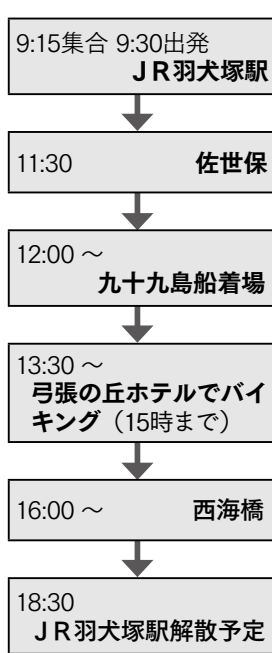 9:15集合 9:30出発
ＪＲ羽犬塚駅
11:30 佐世保
12:00 ～
九十九島船着場
13:30 ～
弓張の丘ホテルでバイ
キング（15時まで）
16:00 ～ 西海橋
18:30
ＪＲ羽犬塚駅解散予定